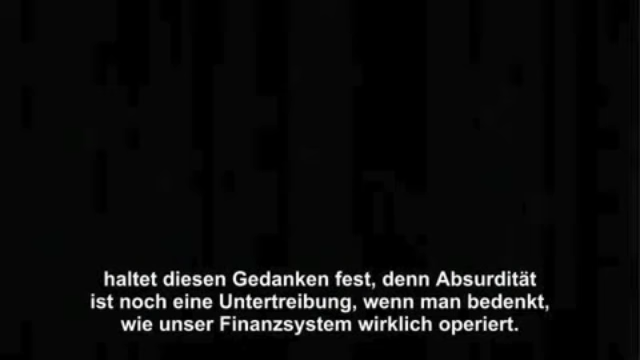 haltet diesen Gedanken fest, denn Absurdität
ist noch eine Untertreibung, wenn man bedenkt,
wie unser Finanzsystem wirklich operiert.